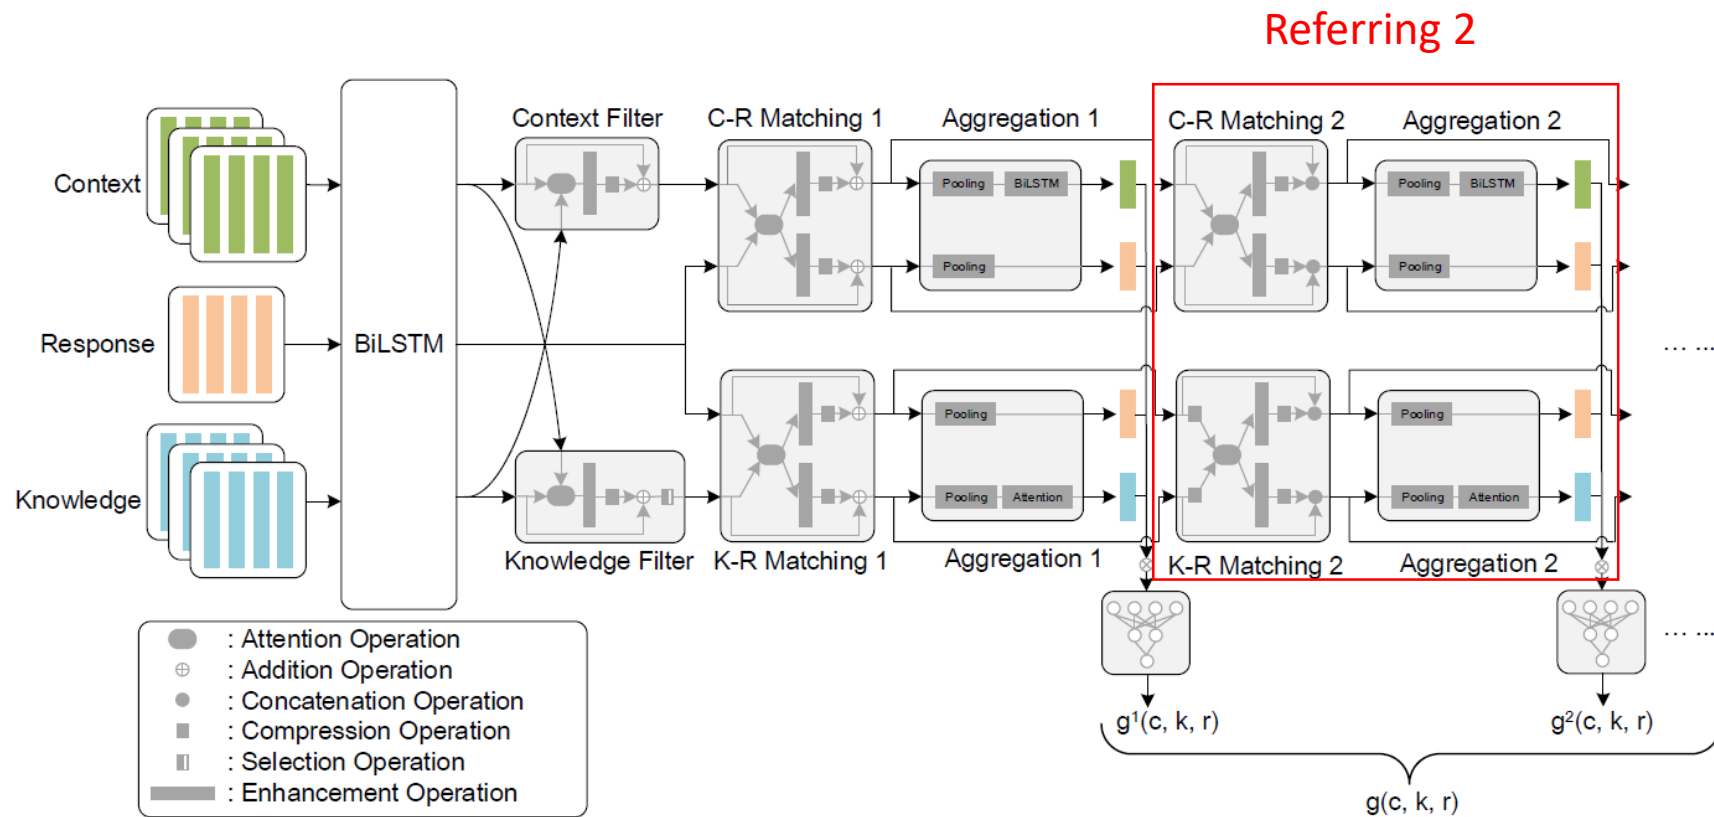 Referring 2
Context Filter
C-R Matching 1
Aggregation 1
C-R Matching 2
Aggregation 2
Context
Pooling
BiLSTM
Pooling
BiLSTM
Pooling
Pooling
Response
BiLSTM
... ...
Pooling
Pooling
Knowledge
Pooling
Attention
Pooling
Attention
Knowledge Filter
K-R Matching 1
Aggregation 1
K-R Matching 2
Aggregation 2
: Attention Operation
: Addition Operation
: Concatenation Operation
: Compression Operation
: Selection Operation
: Enhancement Operation
... ...
g¹(c, k, r)
g²(c, k, r)
g(c, k, r)